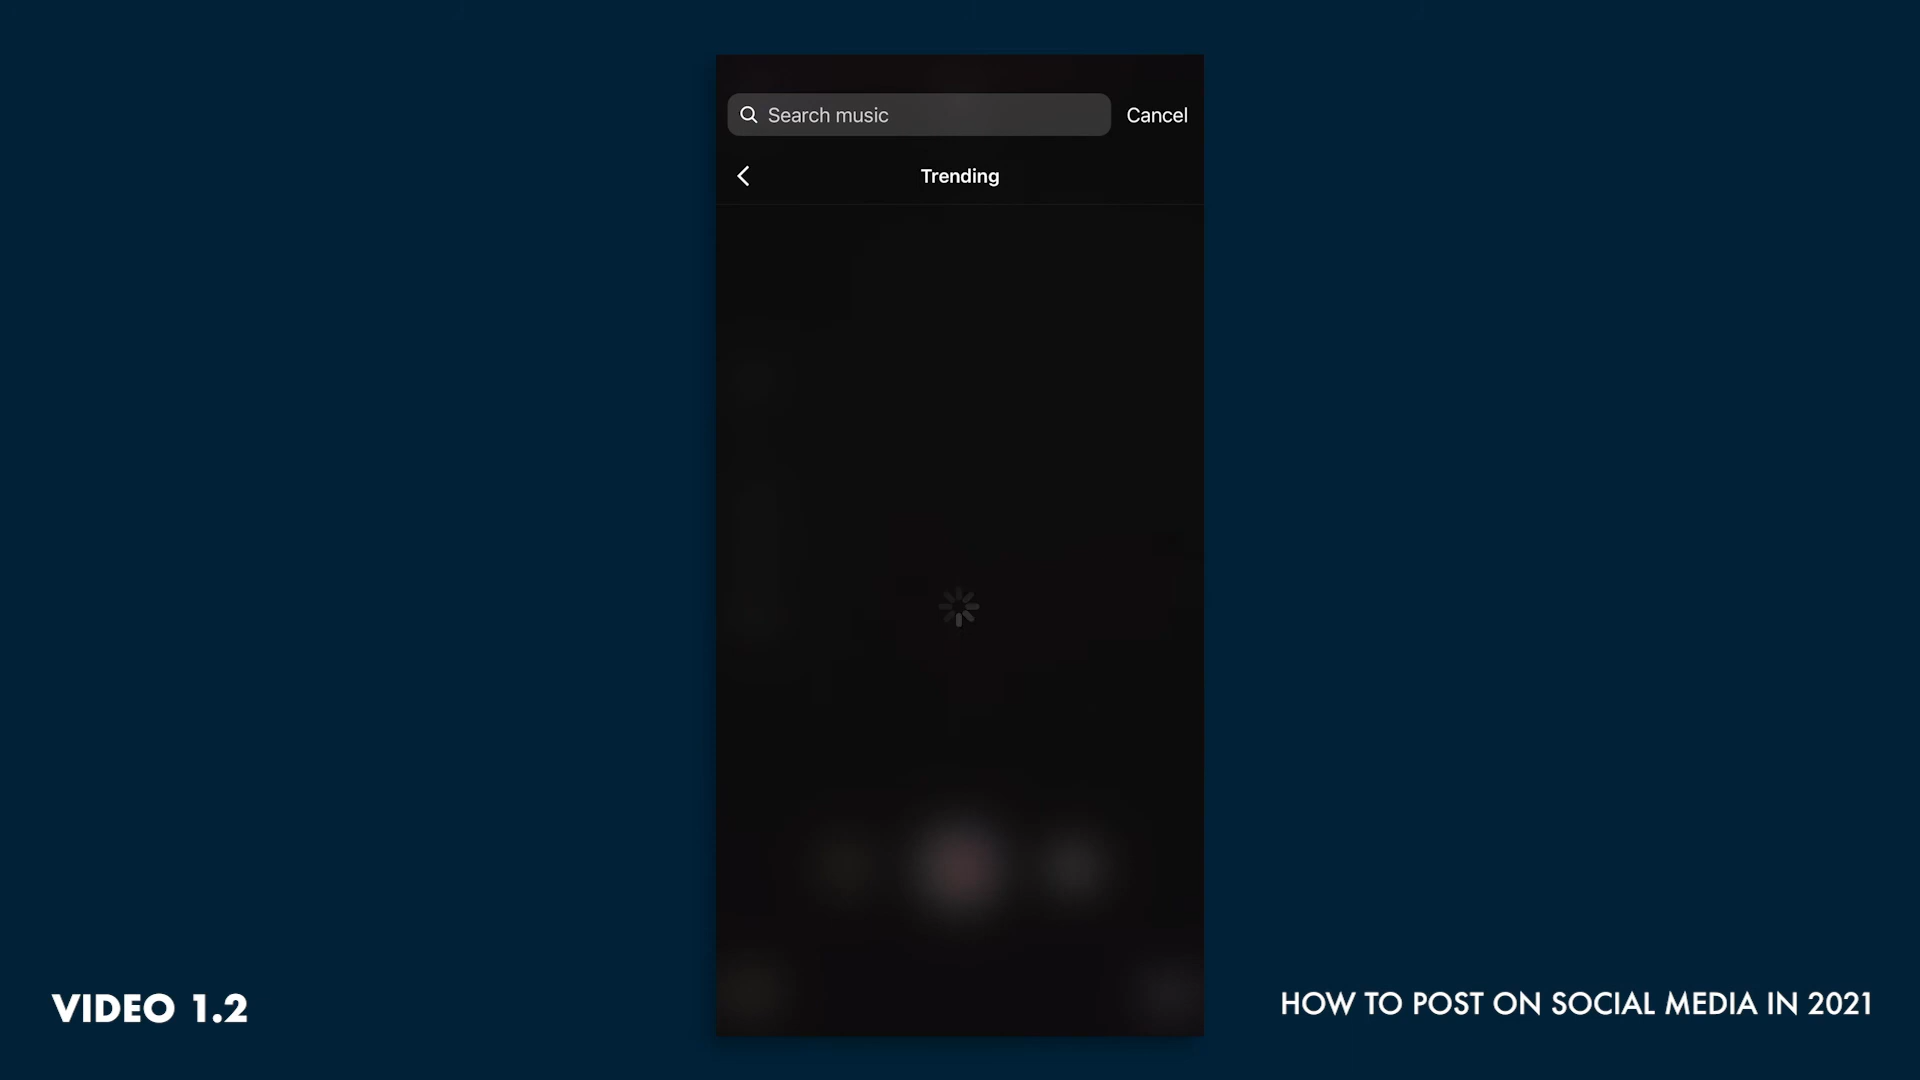 Search music
Cancel
Trending
VIDEO 1.2
HOW TO POST ON SOCIAL MEDIA IN 2021